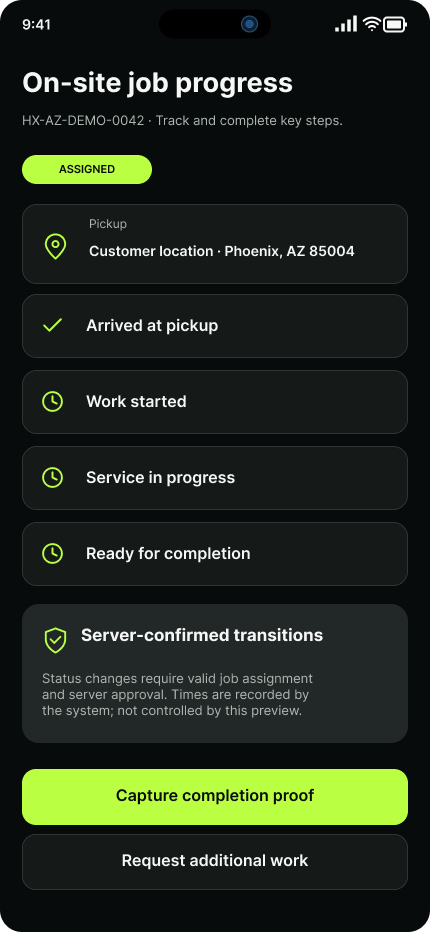 9:41
On-site job progress
HX-AZ-DEMO-0042 · Track and complete key steps.
ASSIGNED
Pickup
Customer location · Phoenix, AZ 85004
Arrived at pickup
Work started
Service in progress
Ready for completion
Server-confirmed transitions
Status changes require valid job assignment
and server approval. Times are recorded by
the system; not controlled by this preview.
Capture completion proof
Request additional work